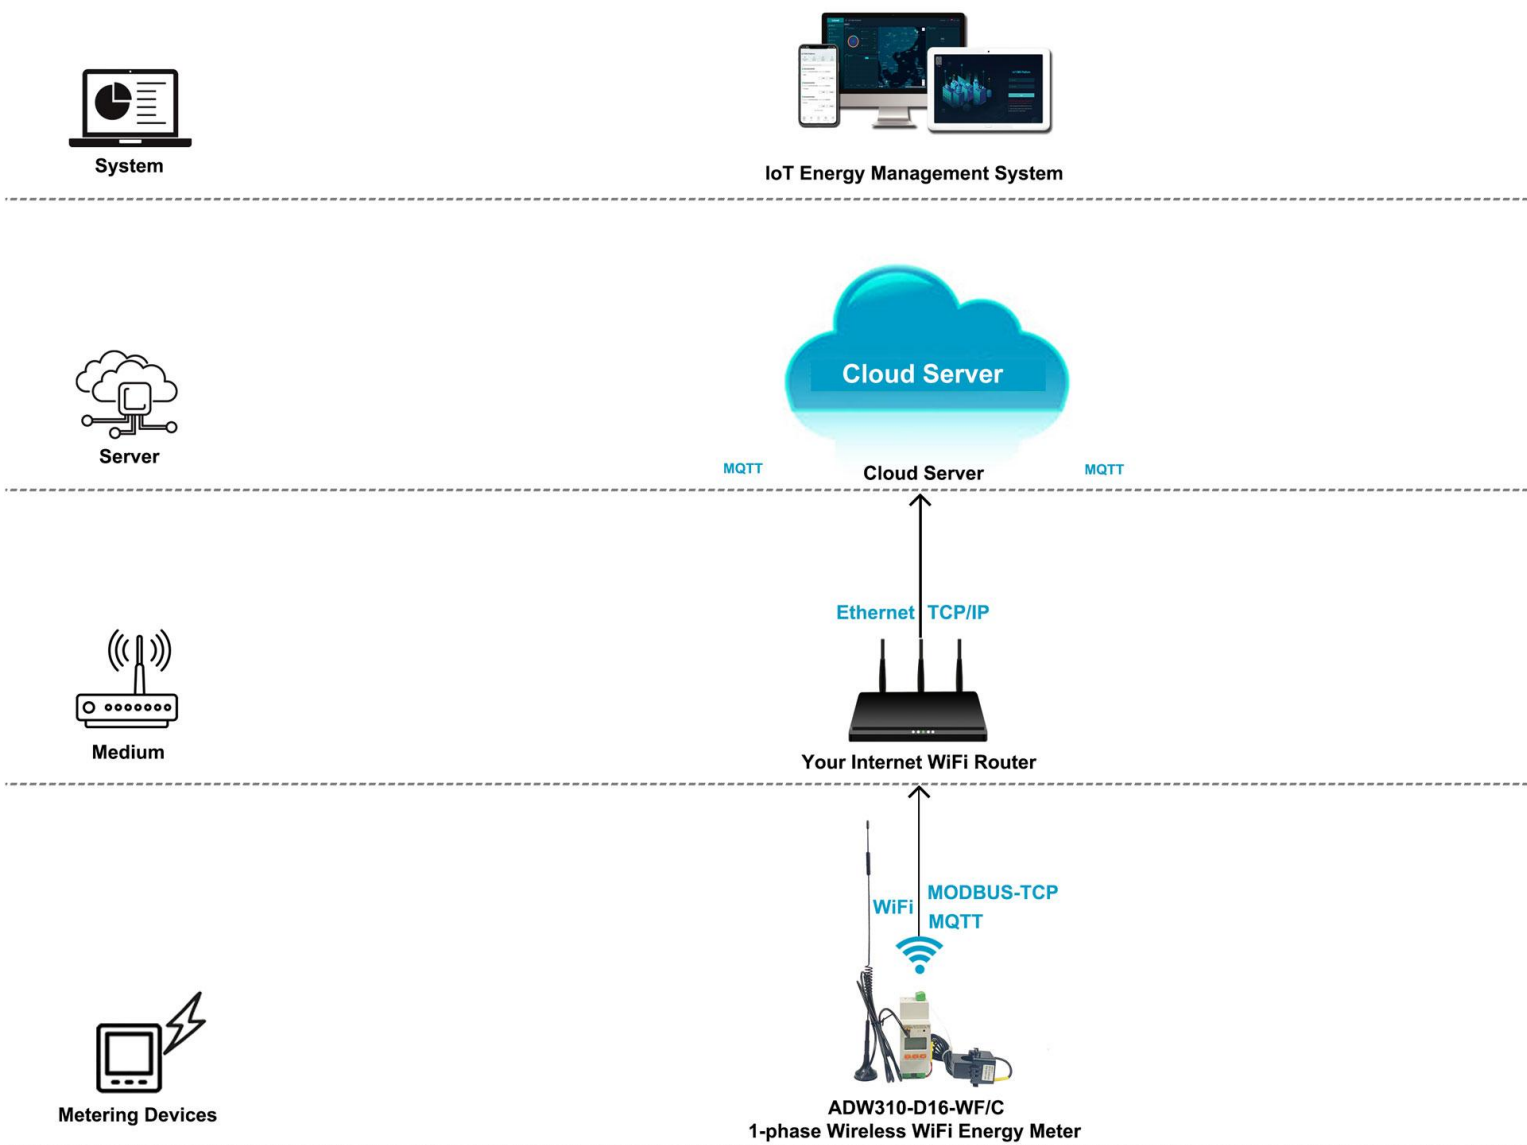 System
IoT Energy Management System
Cloud Server
Server
MQTT
Cloud Server
MQTT
Ethernet TCP/IP
Medium
Your Internet WiFi Router
WiFi
MODBUS-TCP
MQTT
Metering Devices
ADW310-D16-WF/C
1-phase Wireless WiFi Energy Meter